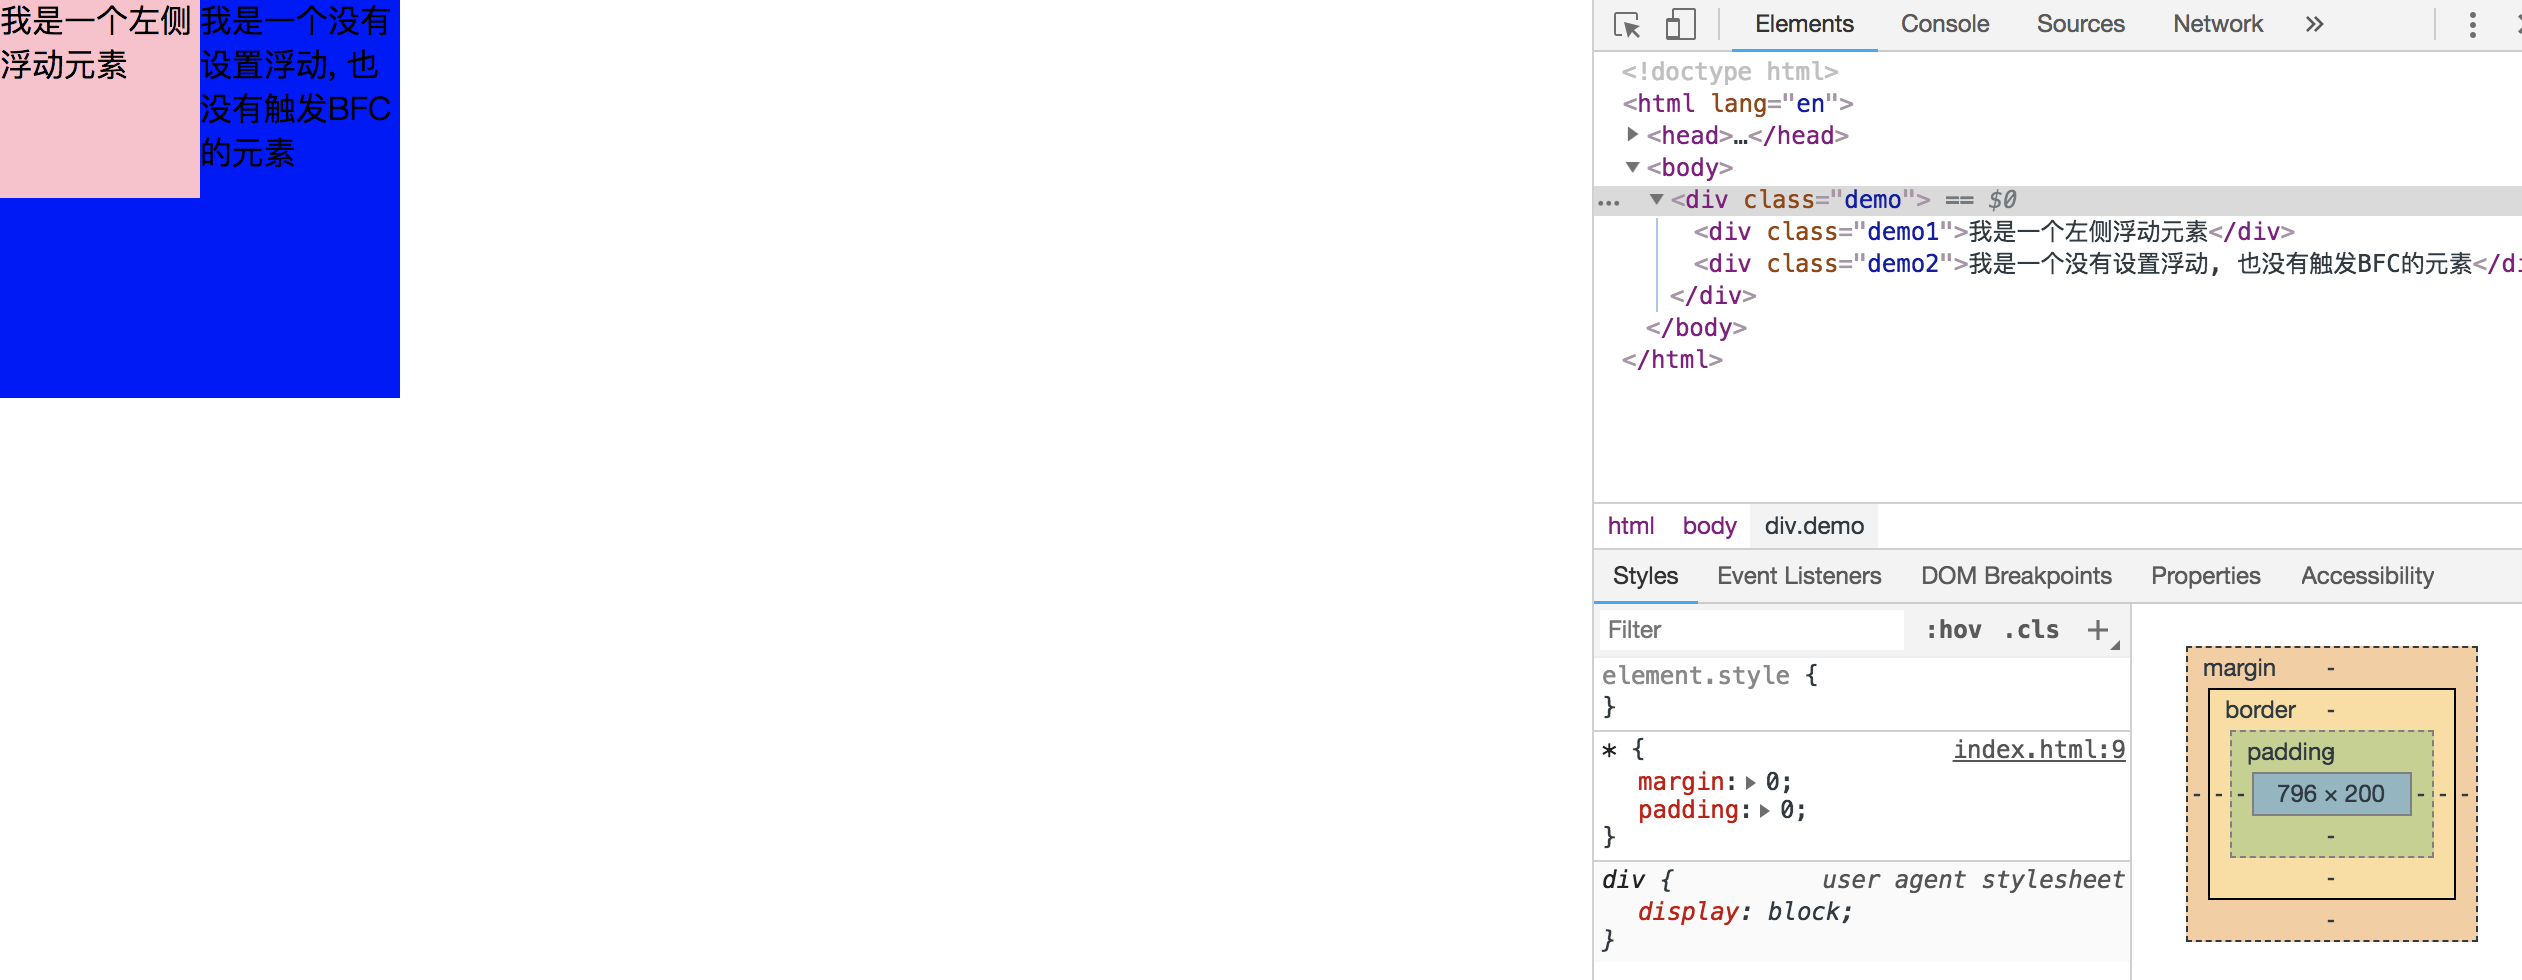 我是一个左侧
浮动元素
我是一个没有
设置浮动, 也
没有触发BFC
的元素
Elements Console Sources Network »
<!doctype html>
<html lang="en">
<head>…</head>
<body>
… <div class="demo"> == $0
<div class="demo1">我是一个左侧浮动元素</div>
<div class="demo2">我是一个没有设置浮动, 也没有触发BFC的元素</di
</div>
</body>
</html>
html body div.demo
Styles Event Listeners DOM Breakpoints Properties Accessibility
Filter :hov .cls +
element.style {
}
* { index.html:9
margin: 0;
padding: 0;
}
div { user agent stylesheet
display: block;
}
margin -
border -
padding -
- - - 796 × 200 - - -
-
-
-